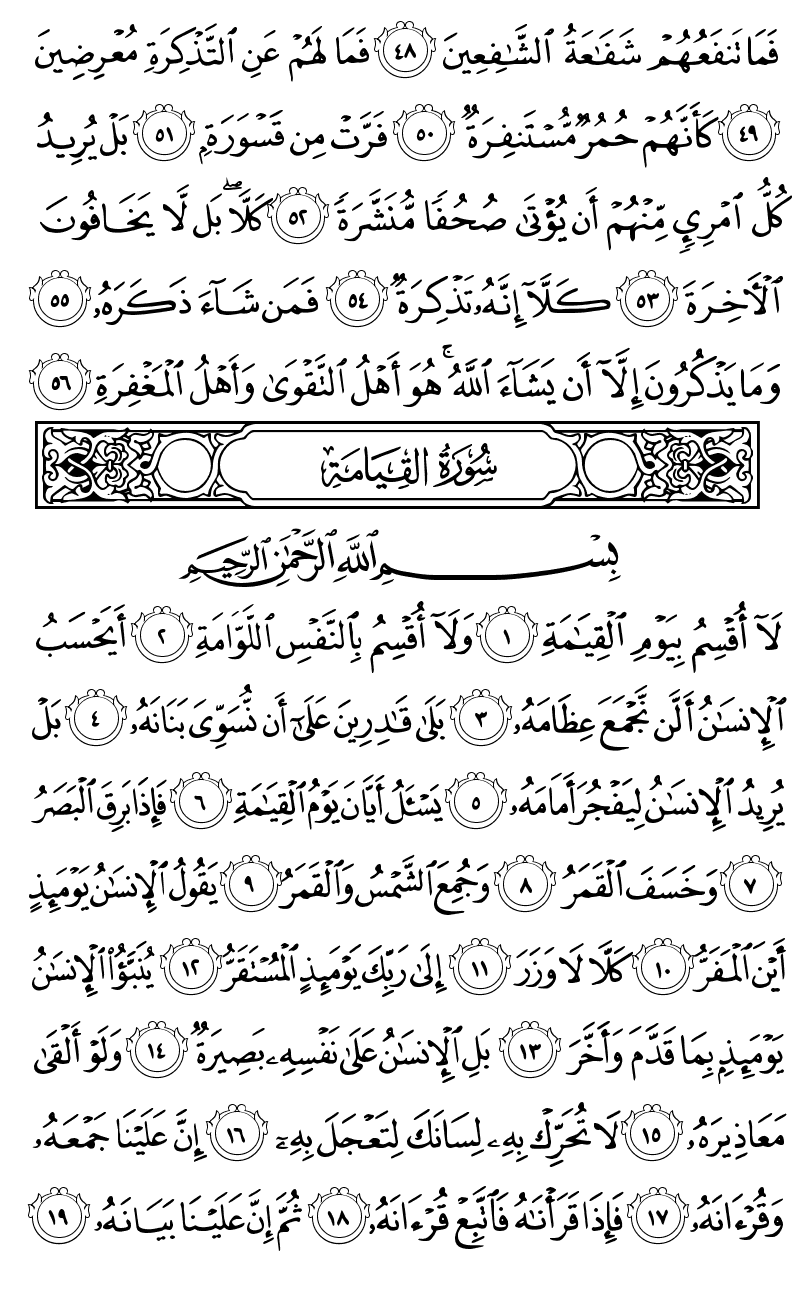 فَمَا تَنفَعُهُمۡ شَفَٰعَةُ ٱلشَّٰفِعِينَ ٤٨ فَمَا لَهُمۡ عَنِ ٱلتَّذۡكِرَةِ مُعۡرِضِينَ
٤٩ كَأَنَّهُمۡ حُمُرٞ مُّسۡتَنفِرَةٞ ٥٠ فَرَّتۡ مِن قَسۡوَرَةِۭ ٥١ بَلۡ يُرِيدُ
كُلُّ ٱمۡرِيٕٖ مِّنۡهُمۡ أَن يُؤۡتَىٰ صُحُفٗا مُّنَشَّرَةٗ ٥٢ كَلَّاۖ بَل لَّا يَخَافُونَ
ٱلۡأٓخِرَةَ ٥٣ كَلَّآ إِنَّهُۥ تَذۡكِرَةٞ ٥٤ فَمَن شَآءَ ذَكَرَهُۥ ٥٥
وَمَا يَذۡكُرُونَ إِلَّآ أَن يَشَآءَ ٱللَّهُۚ هُوَ أَهۡلُ ٱلتَّقۡوَىٰ وَأَهۡلُ ٱلۡمَغۡفِرَةِ ٥٦
سُورَةُ القِيَامَةِ
بِسۡمِ ٱللَّهِ ٱلرَّحۡمَٰنِ ٱلرَّحِيمِ
لَآ أُقۡسِمُ بِيَوۡمِ ٱلۡقِيَٰمَةِ ١ وَلَآ أُقۡسِمُ بِٱلنَّفۡسِ ٱللَّوَّامَةِ ٢ أَيَحۡسَبُ
ٱلۡإِنسَٰنُ أَلَّن نَّجۡمَعَ عِظَامَهُۥ ٣ بَلَىٰ قَٰدِرِينَ عَلَىٰٓ أَن نُّسَوِّيَ بَنَانَهُۥ ٤ بَلۡ
يُرِيدُ ٱلۡإِنسَٰنُ لِيَفۡجُرَ أَمَامَهُۥ ٥ يَسۡـَٔلُ أَيَّانَ يَوۡمُ ٱلۡقِيَٰمَةِ ٦ فَإِذَا بَرِقَ ٱلۡبَصَرُ
٧ وَخَسَفَ ٱلۡقَمَرُ ٨ وَجُمِعَ ٱلشَّمۡسُ وَٱلۡقَمَرُ ٩ يَقُولُ ٱلۡإِنسَٰنُ يَوۡمَئِذٍ
أَيۡنَ ٱلۡمَفَرُّ ١٠ كَلَّا لَا وَزَرَ ١١ إِلَىٰ رَبِّكَ يَوۡمَئِذٍ ٱلۡمُسۡتَقَرُّ ١٢ يُنَبَّؤُاْ ٱلۡإِنسَٰنُ
يَوۡمَئِذِۭ بِمَا قَدَّمَ وَأَخَّرَ ١٣ بَلِ ٱلۡإِنسَٰنُ عَلَىٰ نَفۡسِهِۦ بَصِيرَةٞ ١٤ وَلَوۡ أَلۡقَىٰ
مَعَاذِيرَهُۥ ١٥ لَا تُحَرِّكۡ بِهِۦ لِسَانَكَ لِتَعۡجَلَ بِهِۦٓ ١٦ إِنَّ عَلَيۡنَا جَمۡعَهُۥ
وَقُرۡءَانَهُۥ ١٧ فَإِذَا قَرَأۡنَٰهُ فَٱتَّبِعۡ قُرۡءَانَهُۥ ١٨ ثُمَّ إِنَّ عَلَيۡنَا بَيَانَهُۥ ١٩